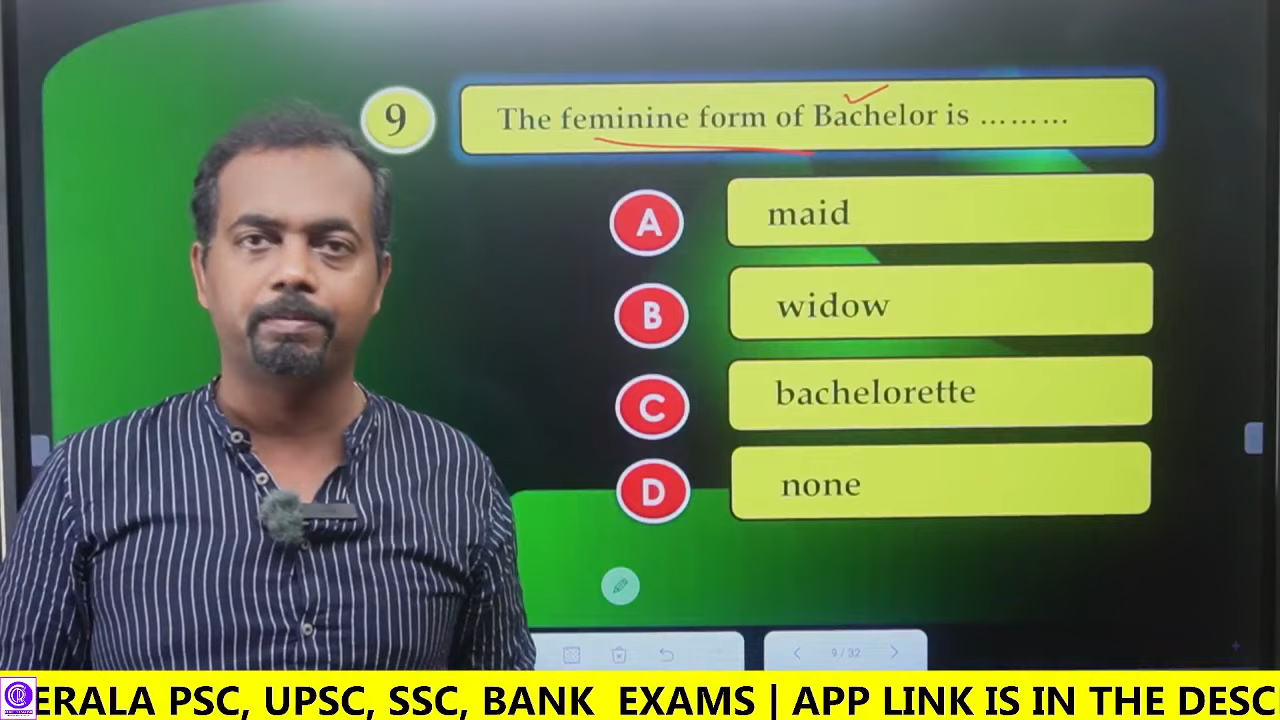 9
The feminine form of Bachelor is .........
A
maid
B
widow
C
bachelorette
D
none
9 / 32
ERALA PSC, UPSC, SSC, BANK EXAMS | APP LINK IS IN THE DESC